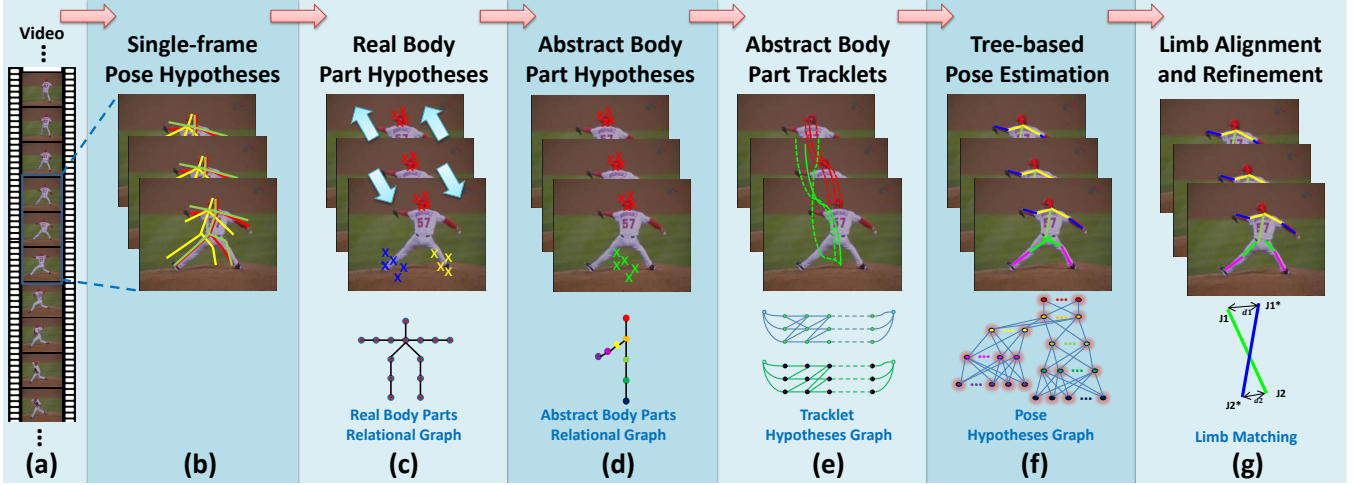 Video
Single-frame
Pose Hypotheses
Real Body
Part Hypotheses
Abstract Body
Part Hypotheses
Abstract Body
Part Tracklets
Tree-based
Pose Estimation
Limb Alignment
and Refinement
57
57
57
57
J1
d1
J1*
J2*
d2
J2
Real Body Parts
Relational Graph
Abstract Body Parts
Relational Graph
Tracklet
Hypotheses Graph
Pose
Hypotheses Graph
Limb Matching
(a)
(b)
(c)
(d)
(e)
(f)
(g)